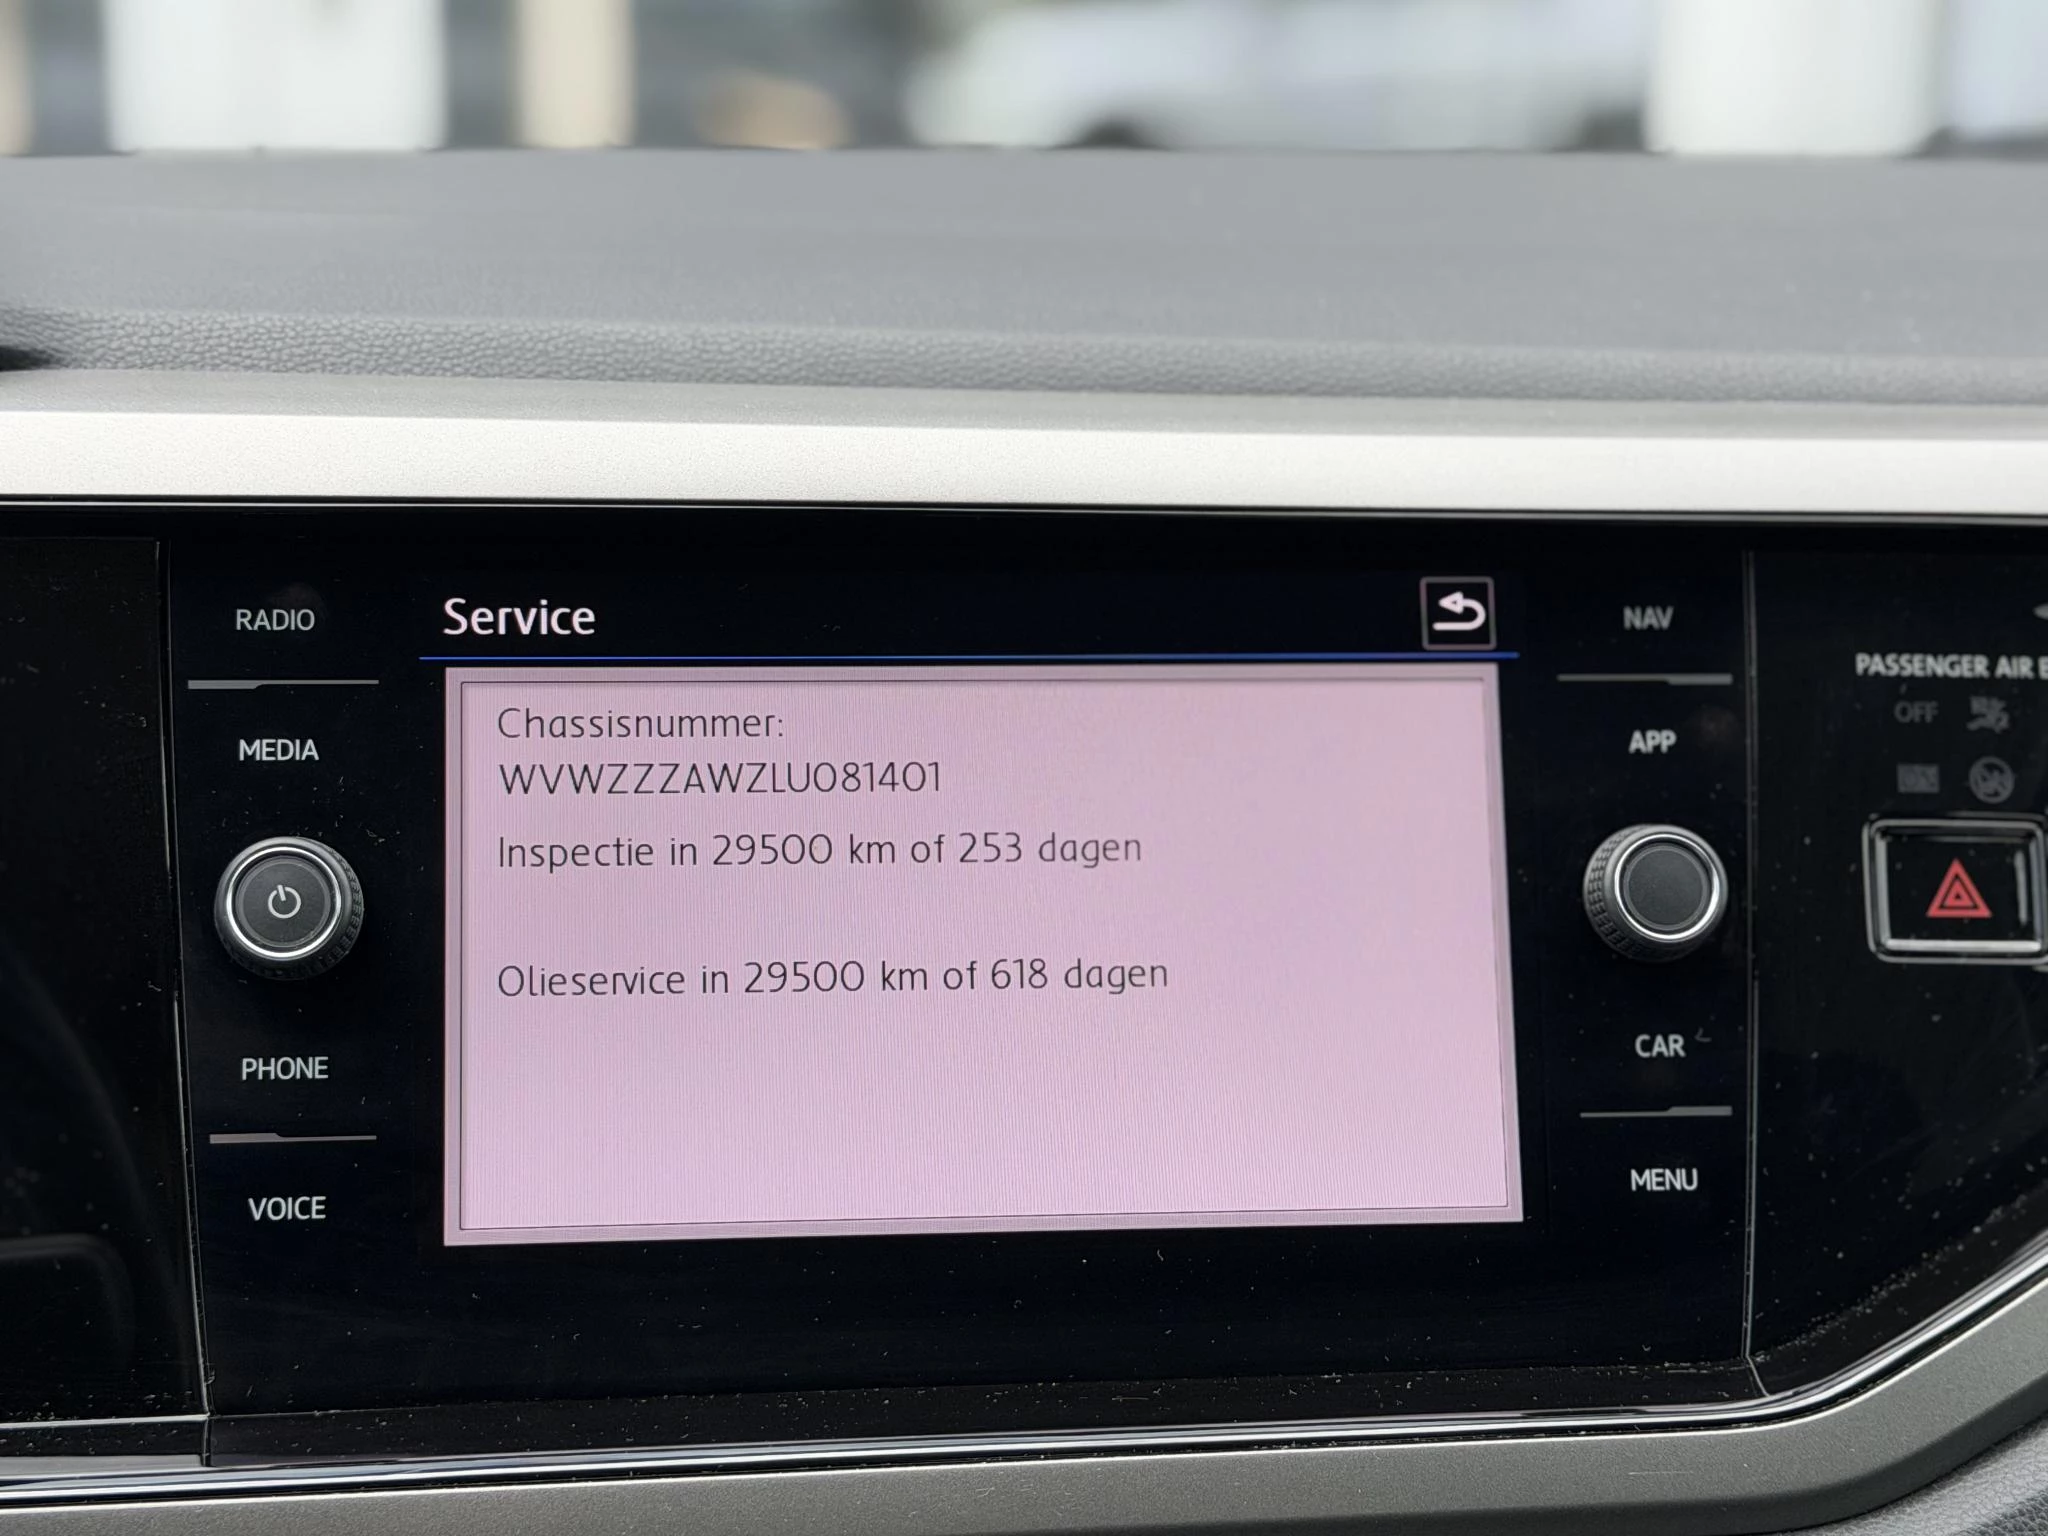 RADIO
MEDIA
PHONE
VOICE
Service
Chassisnummer:
WVWZZZAWZLU081401
Inspectie in 29500 km of 253 dagen
Olieservice in 29500 km of 618 dagen
NAV
APP
CAR
MENU
PASSENGER AIR
OFF